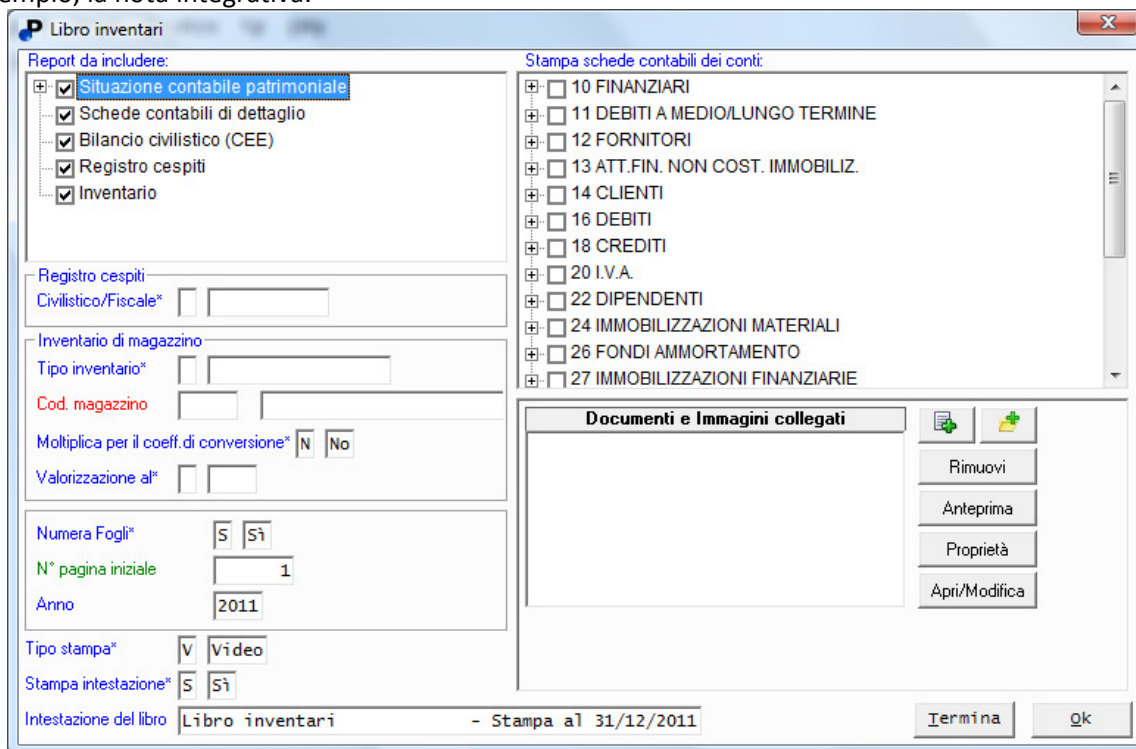 empio, la nota integrativa.
Libro inventari
Report da includere:
Situazione contabile patrimoniale
Schede contabili di dettaglio
Bilancio civilistico (CEE)
Registro cespiti
Inventario
Registro cespiti
Civilistico/Fiscale*
Inventario di magazzino
Tipo inventario*
Cod. magazzino
Moltiplica per il coeff.di conversione* N No
Valorizzazione al*
Numera Fogli* S Sì
N° pagina iniziale 1
Anno 2011
Tipo stampa* V Video
Stampa intestazione* S Sì
Intestazione del libro Libro inventari - Stampa al 31/12/2011
Stampa schede contabili dei conti:
10 FINANZIARI
11 DEBITI A MEDIO/LUNGO TERMINE
12 FORNITORI
13 ATT.FIN. NON COST. IMMOBILIZ.
14 CLIENTI
16 DEBITI
18 CREDITI
20 I.V.A.
22 DIPENDENTI
24 IMMOBILIZZAZIONI MATERIALI
26 FONDI AMMORTAMENTO
27 IMMOBILIZZAZIONI FINANZIARIE
Documenti e Immagini collegati
Rimuovi
Anteprima
Proprietà
Apri/Modifica
Termina
Ok